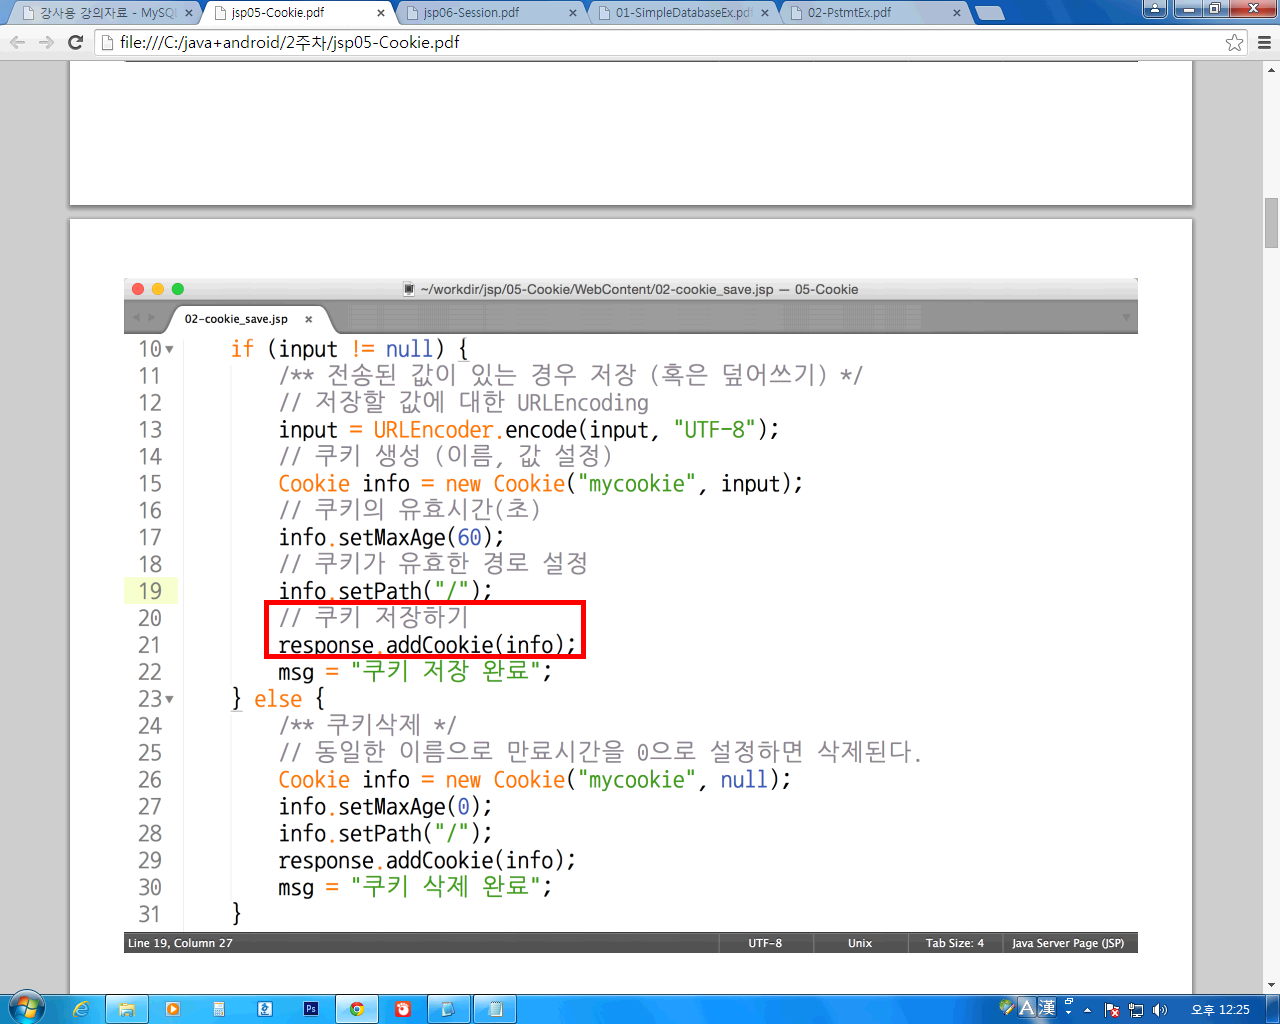 강사용 강의자료 - MySQL
jsp05-Cookie.pdf
jsp06-Session.pdf
01-SimpleDatabaseEx.pdf
02-PstmtEx.pdf
file:///C:/java+android/2주차/jsp05-Cookie.pdf
~/workdir/jsp/05-Cookie/WebContent/02-cookie_save.jsp — 05-Cookie
02-cookie_save.jsp
10 if (input != null) {
11 /** 전송된 값이 있는 경우 저장 (혹은 덮어쓰기) */
12 // 저장할 값에 대한 URLEncoding
13 input = URLEncoder.encode(input, "UTF-8");
14 // 쿠키 생성 (이름, 값 설정)
15 Cookie info = new Cookie("mycookie", input);
16 // 쿠키의 유효시간(초)
17 info.setMaxAge(60);
18 // 쿠키가 유효한 경로 설정
19 info.setPath("/");
20 // 쿠키 저장하기
21 response.addCookie(info);
22 msg = "쿠키 저장 완료";
23 } else {
24 /** 쿠키삭제 */
25 // 동일한 이름으로 만료시간을 0으로 설정하면 삭제된다.
26 Cookie info = new Cookie("mycookie", null);
27 info.setMaxAge(0);
28 info.setPath("/");
29 response.addCookie(info);
30 msg = "쿠키 삭제 완료";
31 }
Line 19, Column 27
UTF-8
Unix
Tab Size: 4
Java Server Page (JSP)
Ps
A 漢
오후 12:25